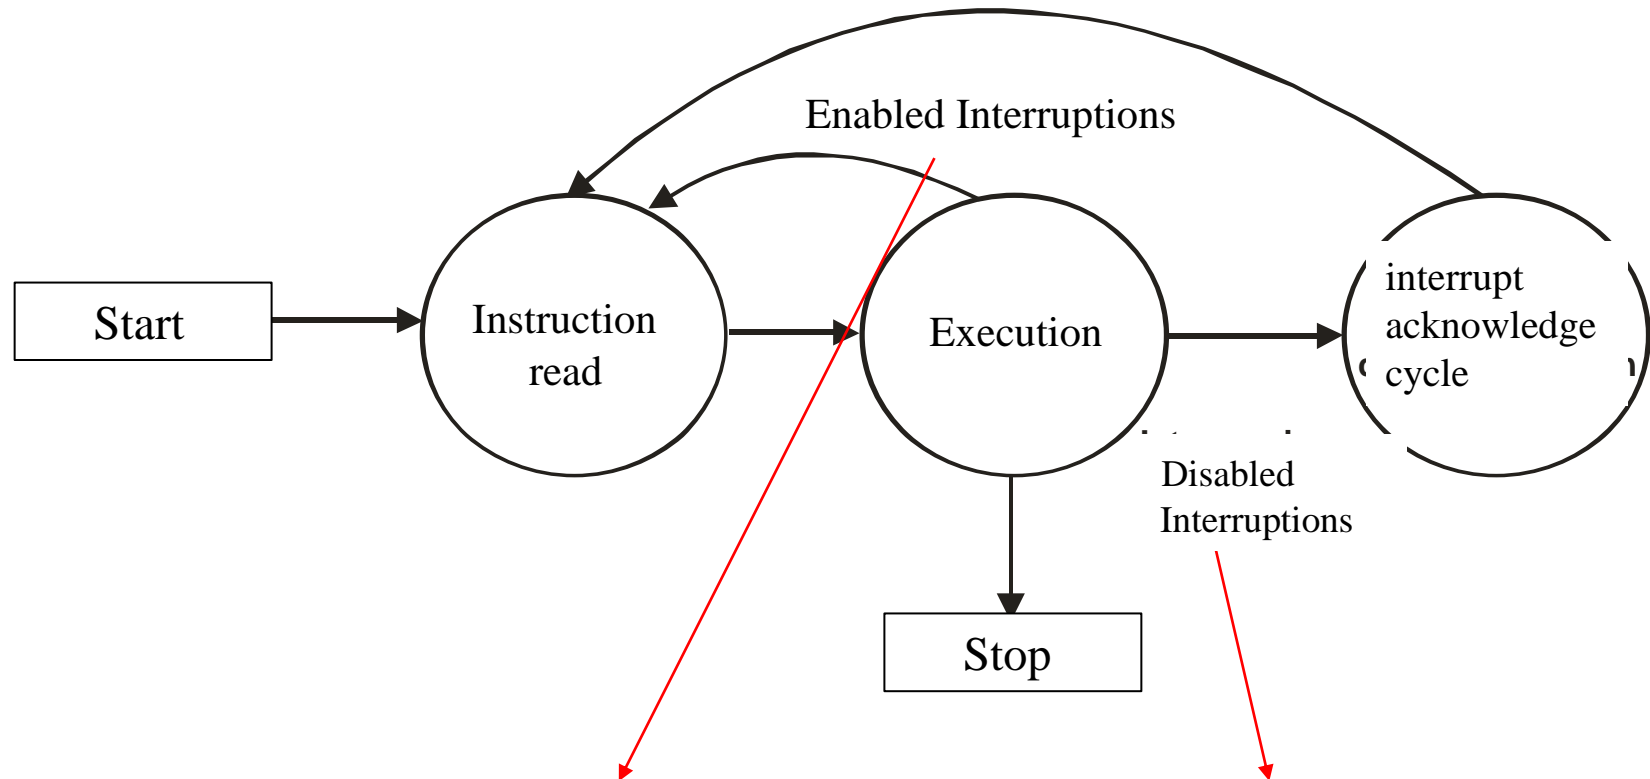 Enabled Interruptions
Start
Instruction
read
Execution
interrupt
acknowledge
cycle
Disabled
Interruptions
Stop